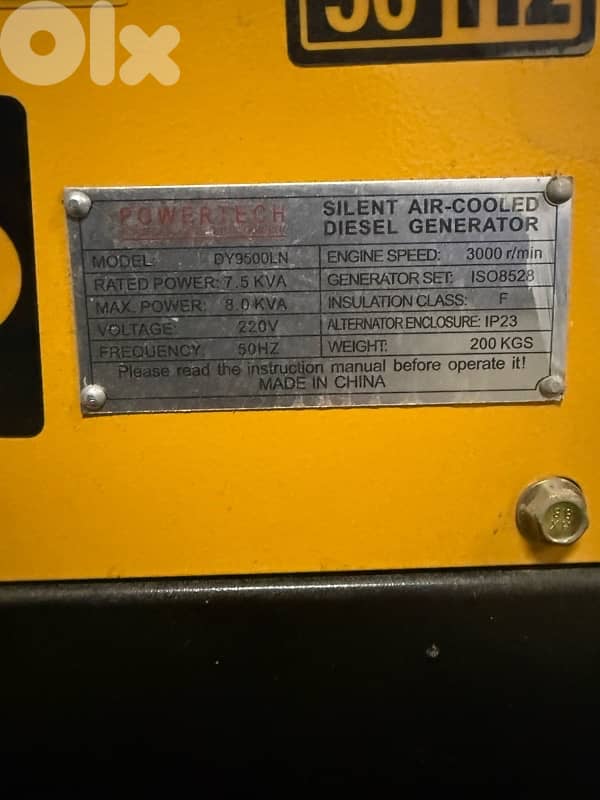 Olx
50 HZ
POWERTECH
SILENT AIR-COOLED
DIESEL GENERATOR
MODEL: DY9500LN
ENGINE SPEED: 3000 r/min
RATED POWER: 7.5 KVA
GENERATOR SET: ISO8528
MAX. POWER: 8.0 KVA
INSULATION CLASS: F
VOLTAGE: 220V
ALTERNATOR ENCLOSURE: IP23
FREQUENCY: 50HZ
WEIGHT: 200 KGS
Please read the instruction manual before operate it!
MADE IN CHINA